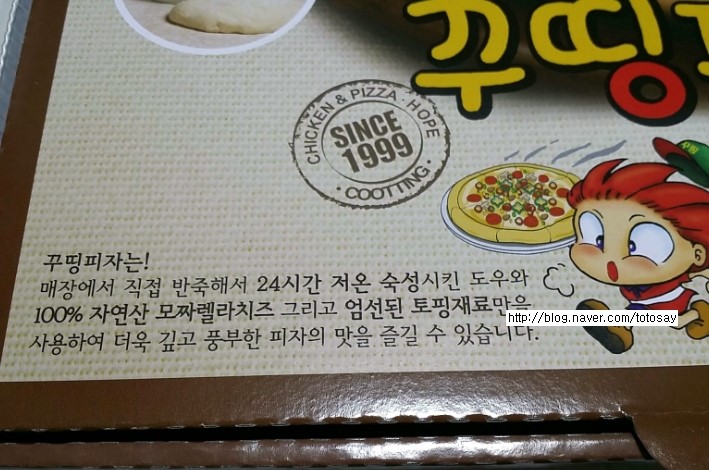 꾸띵
CHICKEN & PIZZA · HOPE
SINCE
1999
· COOTTING ·
꾸띵피자는!
매장에서 직접 반죽해서 24시간 저온 숙성시킨 도우와
100% 자연산 모짜렐라치즈 그리고 엄선된 토핑재료만을
사용하여 더욱 깊고 풍부한 피자의 맛을 즐길 수 있습니다.
http://blog.naver.com/totosay